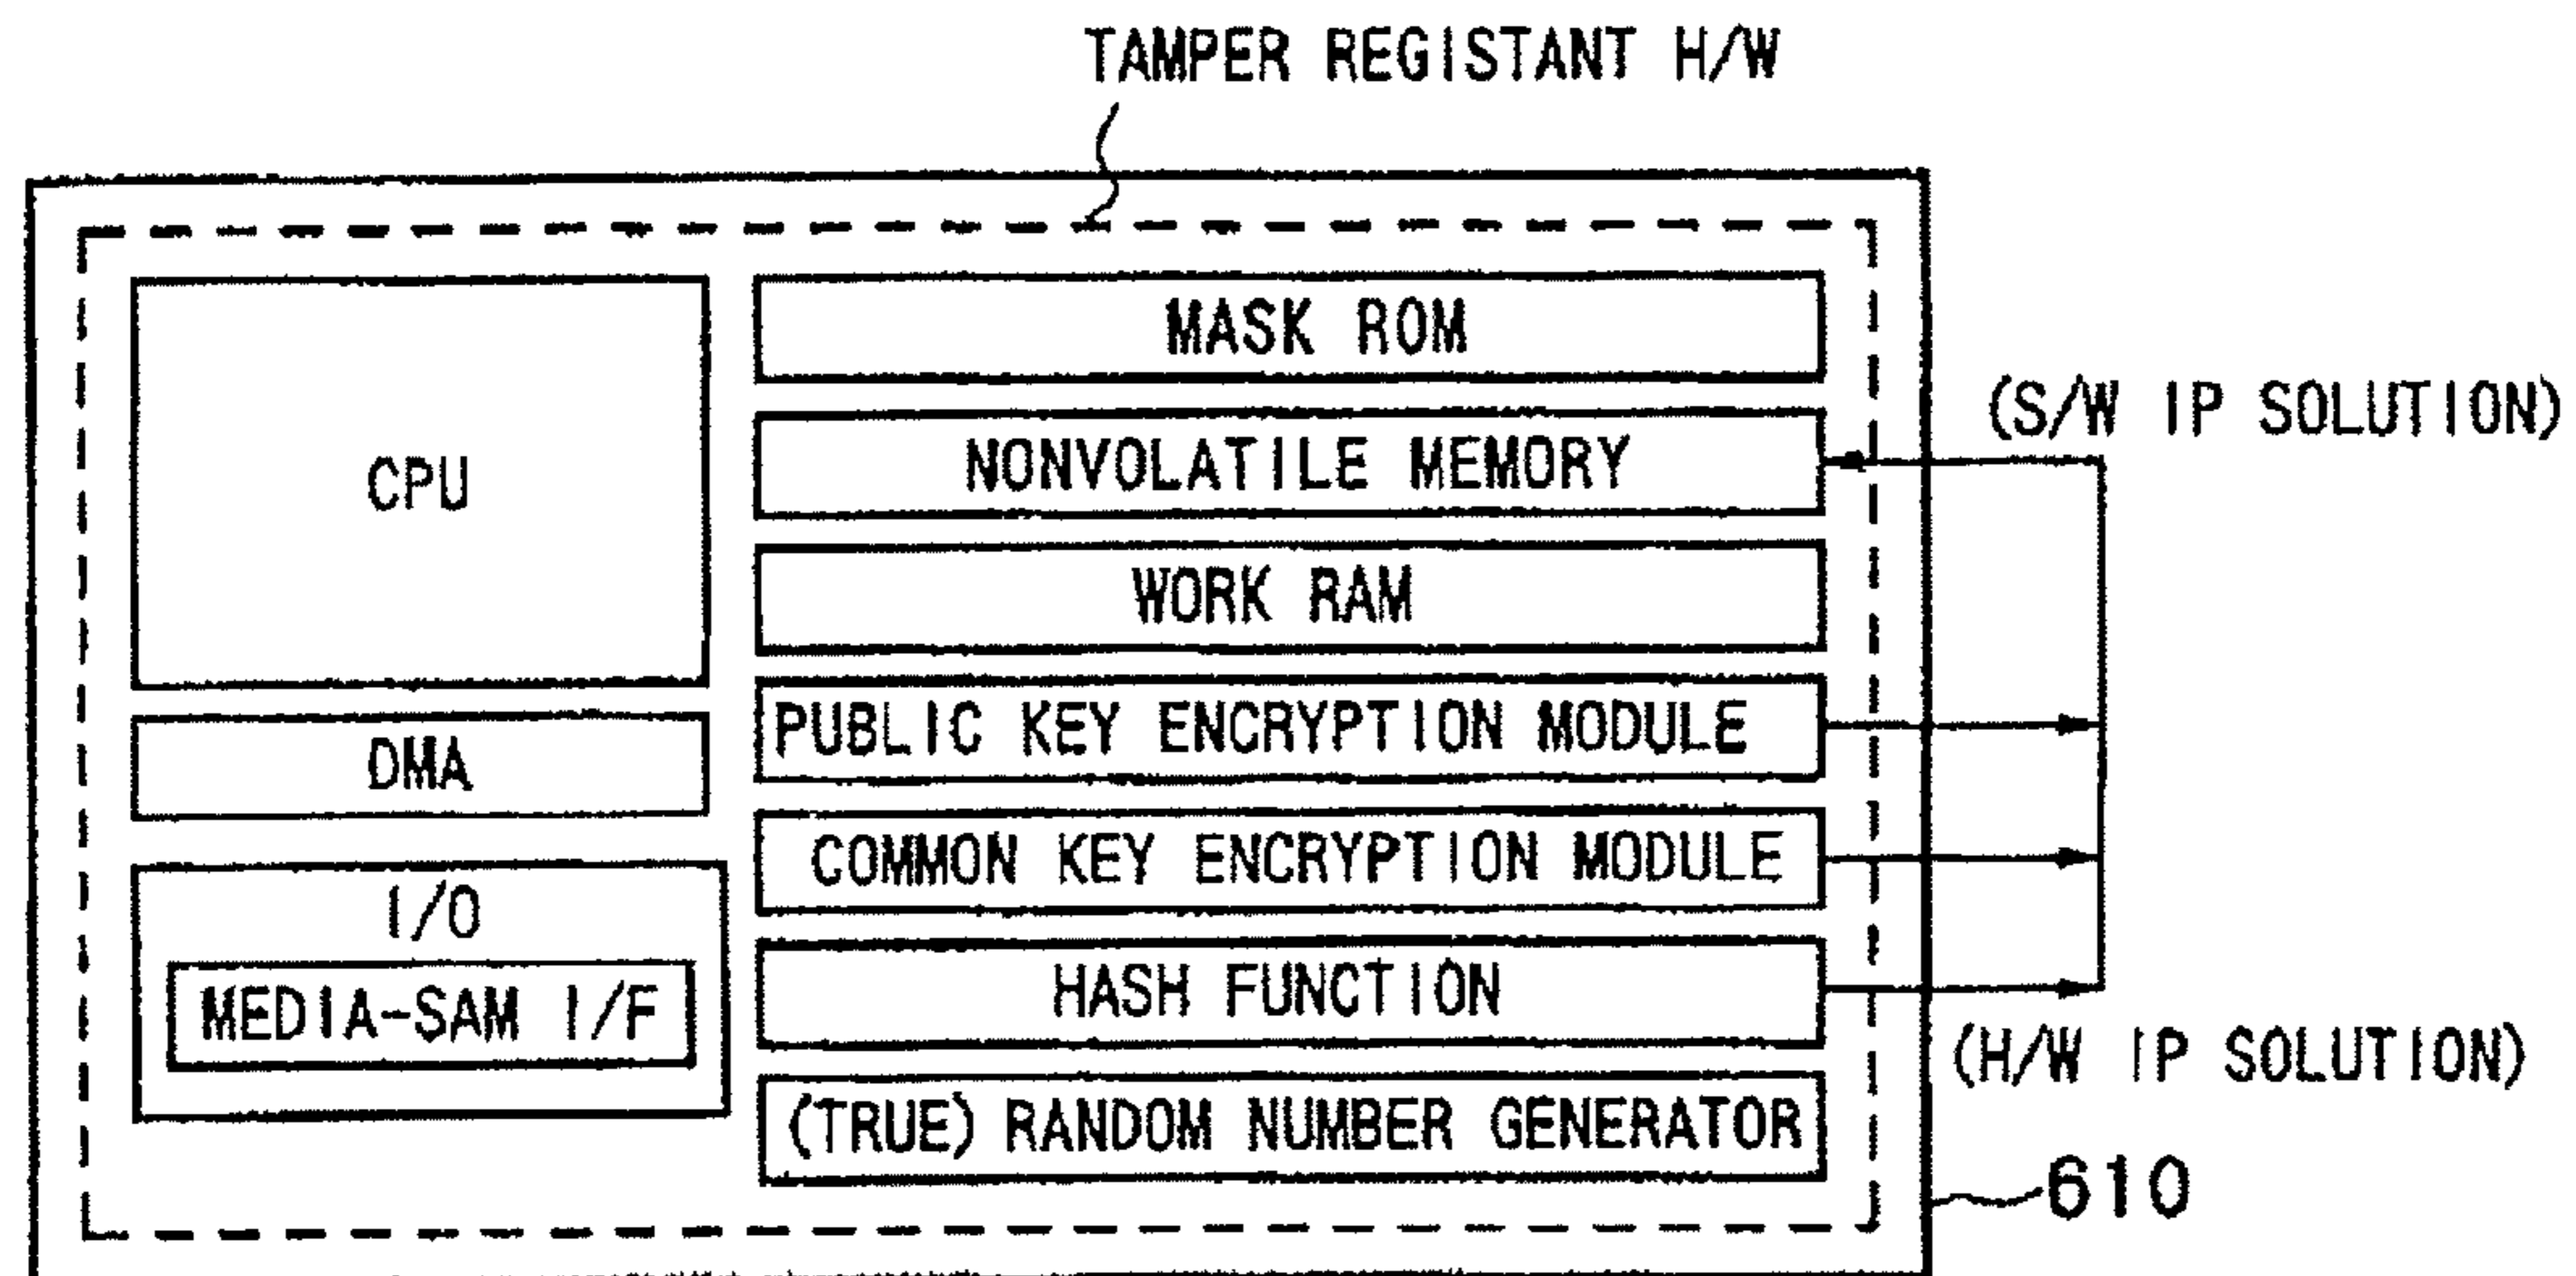 TAMPER REGISTANT H/W
CPU
DMA
I/O
MEDIA-SAM I/F
MASK ROM
NONVOLATILE MEMORY
WORK RAM
PUBLIC KEY ENCRYPTION MODULE
COMMON KEY ENCRYPTION MODULE
HASH FUNCTION
(TRUE) RANDOM NUMBER GENERATOR
(S/W IP SOLUTION)
(H/W IP SOLUTION)
610